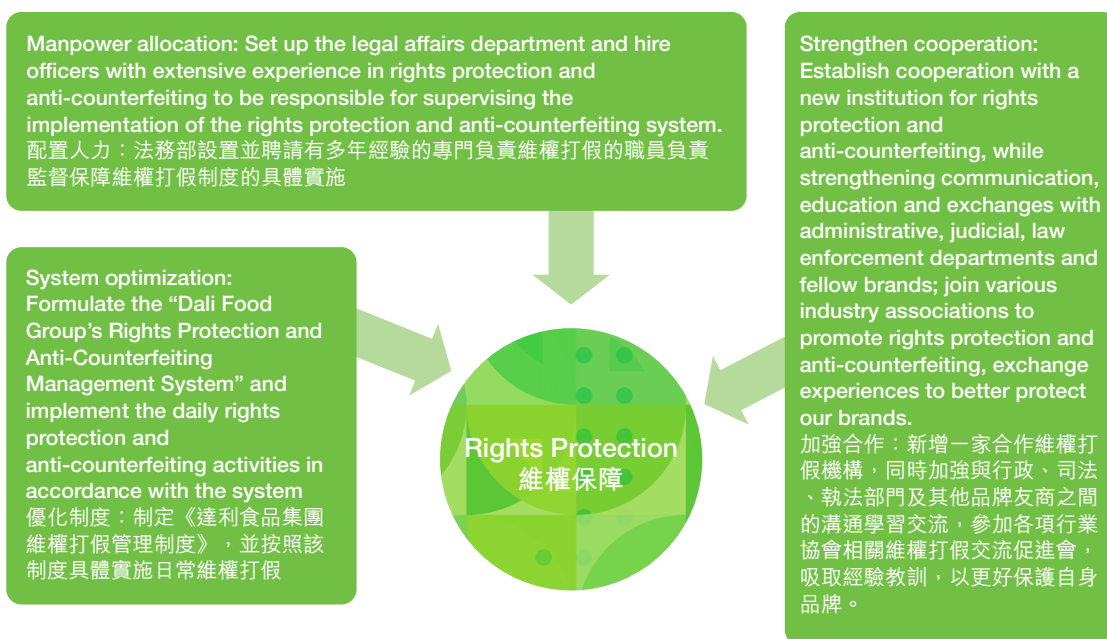 Manpower allocation: Set up the legal affairs department and hire
officers with extensive experience in rights protection and
anti-counterfeiting to be responsible for supervising the
implementation of the rights protection and anti-counterfeiting system.
配置人力：法務部設置並聘請有多年經驗的專門負責維權打假的職員負責
監督保障維權打假制度的具體實施
System optimization:
Formulate the “Dali Food
Group’s Rights Protection and
Anti-Counterfeiting
Management System” and
implement the daily rights
protection and
anti-counterfeiting activities in
accordance with the system
優化制度：制定《達利食品集團
維權打假管理制度》，並按照該
制度具體實施日常維權打假
Rights Protection
維權保障
Strengthen cooperation:
Establish cooperation with a
new institution for rights
protection and
anti-counterfeiting, while
strengthening communication,
education and exchanges with
administrative, judicial, law
enforcement departments and
fellow brands; join various
industry associations to
promote rights protection and
anti-counterfeiting, exchange
experiences to better protect
our brands.
加強合作：新增一家合作維權打
假機構，同時加強與行政、司法
、執法部門及其他品牌友商之間
的溝通學習交流，參加各項行業
協會相關維權打假交流促進會，
吸取經驗教訓，以更好保護自身
品牌。